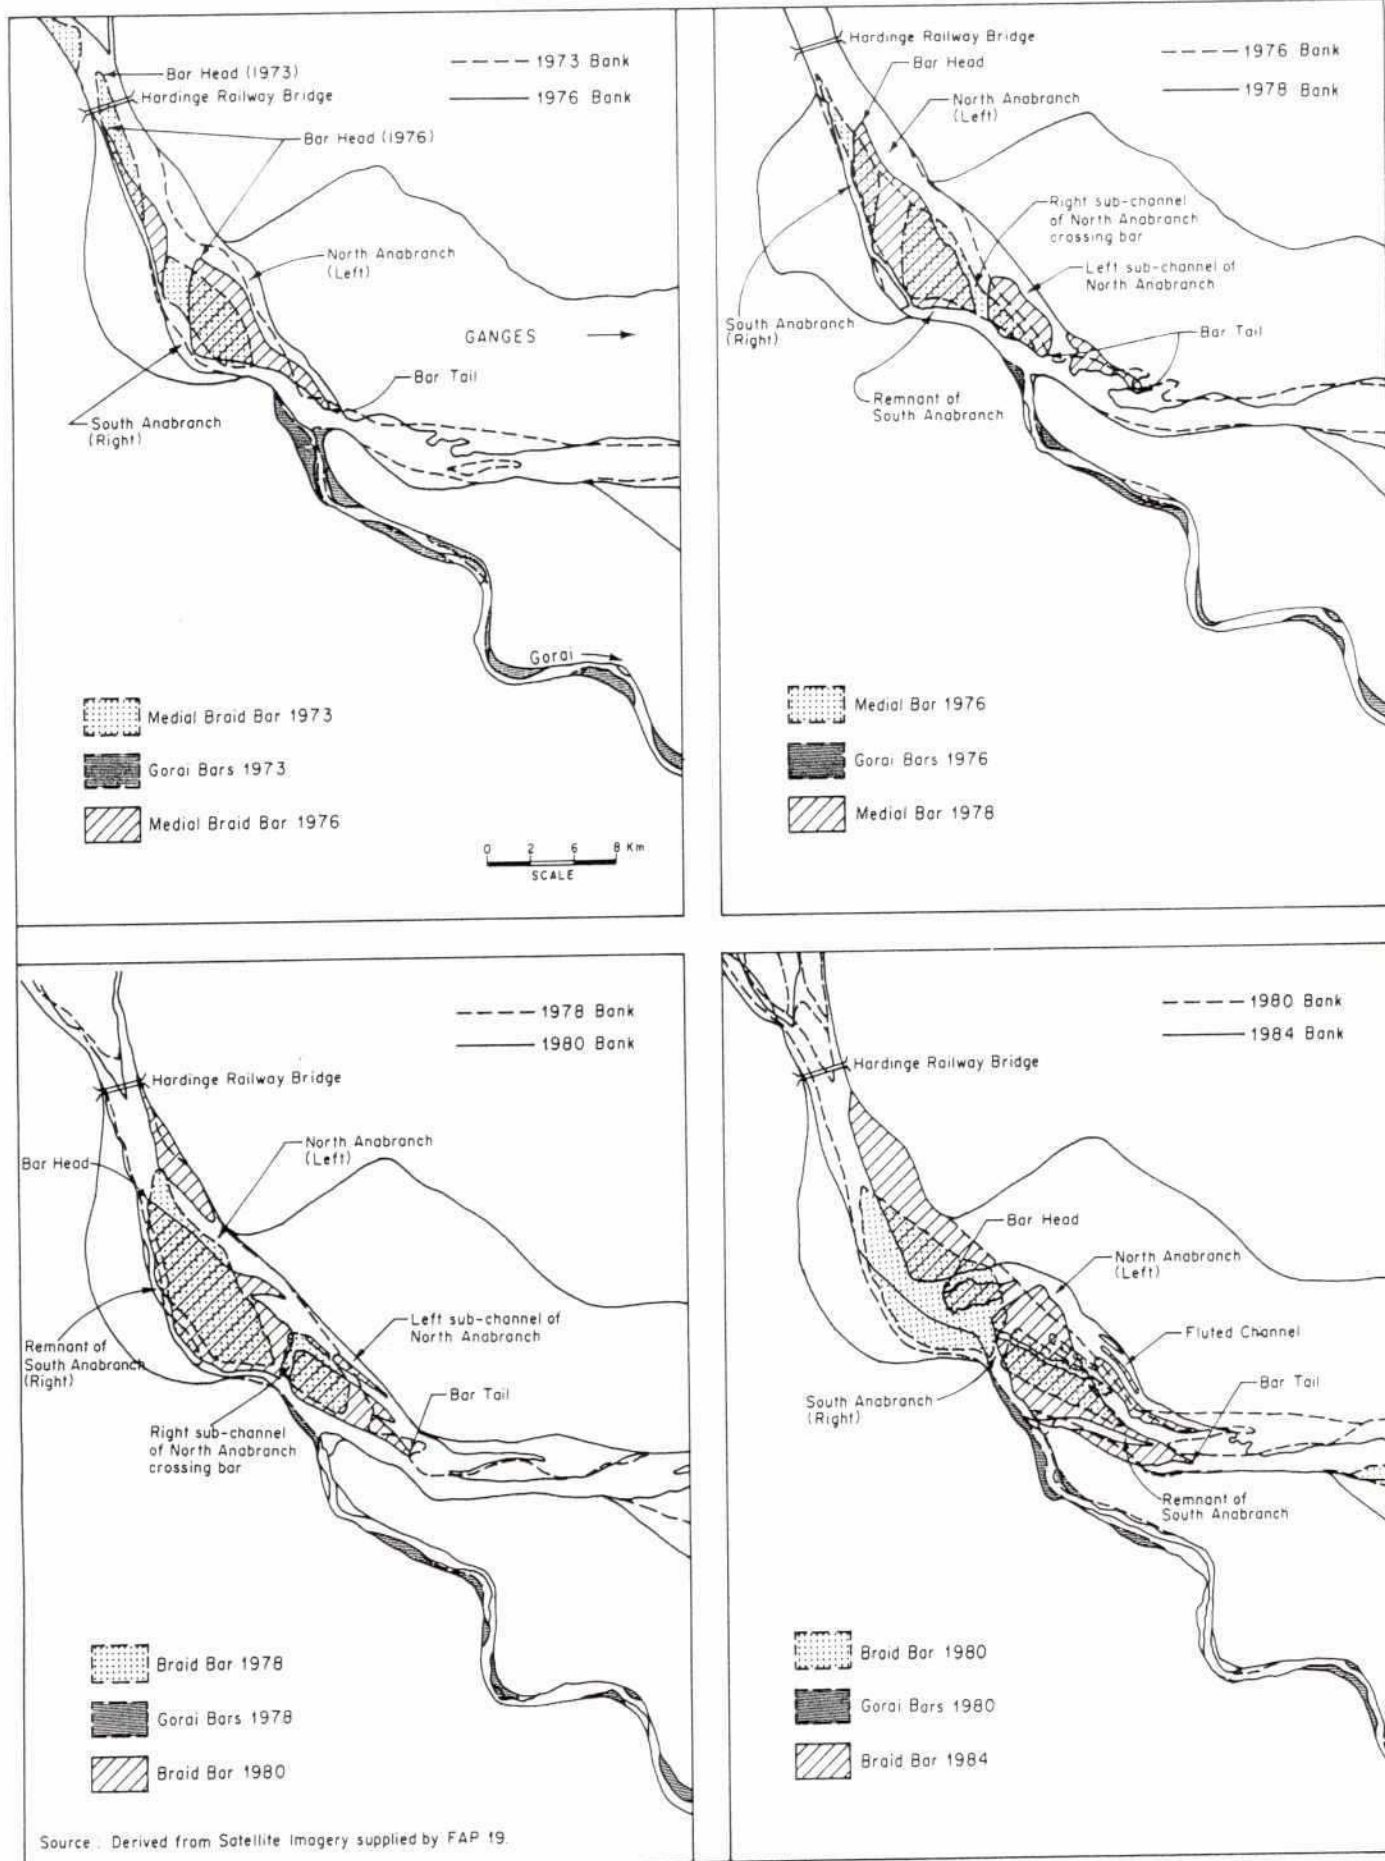 Bar Head (1973)
Hardinge Railway Bridge
Bar Head (1976)
--- 1973 Bank
— 1976 Bank
North Anabranch
(Left)
GANGES
Bar Tail
South Anabranch
(Right)
Gorai
Medial Braid Bar 1973
Gorai Bars 1973
Medial Braid Bar 1976
0 2 6 8 Km
SCALE
Hardinge Railway Bridge
Bar Head
North Anabranch
(Left)
--- 1976 Bank
— 1978 Bank
Right sub-channel
of North Anabranch
crossing bar
Left sub-channel of
North Anabranch
South Anabranch
(Right)
Bar Tail
Remnant of
South Anabranch
Medial Bar 1976
Gorai Bars 1976
Medial Bar 1978
--- 1978 Bank
— 1980 Bank
Hardinge Railway Bridge
North Anabranch
(Left)
Bar Head
Remnant of
South Anabranch
(Right)
Left sub-channel of
North Anabranch
Bar Tail
Right sub-channel
of North Anabranch
crossing bar
Braid Bar 1978
Gorai Bars 1978
Braid Bar 1980
Source : Derived from Satellite Imagery supplied by FAP 19.
--- 1980 Bank
— 1984 Bank
Hardinge Railway Bridge
Bar Head
North Anabranch
(Left)
Fluted Channel
Bar Tail
South Anabranch
(Right)
Remnant of
South Anabranch
Braid Bar 1980
Gorai Bars 1980
Braid Bar 1984